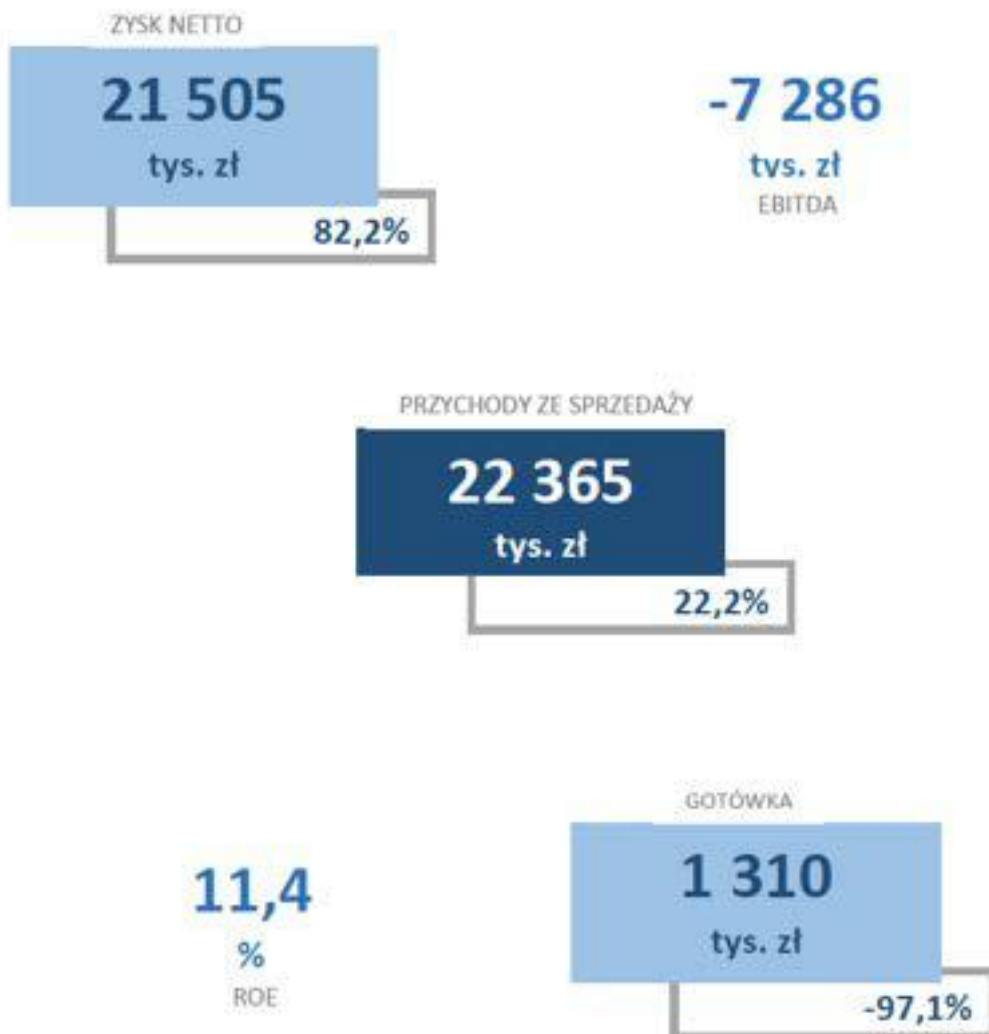 ZYSK NETTO
21 505
tys. zł
82,2%
-7 286
tys. zł
EBITDA
PRZYCHODY ZE SPRZEDAŻY
22 365
tys. zł
22,2%
11,4
%
ROE
GOTÓWKA
1 310
tys. zł
-97,1%